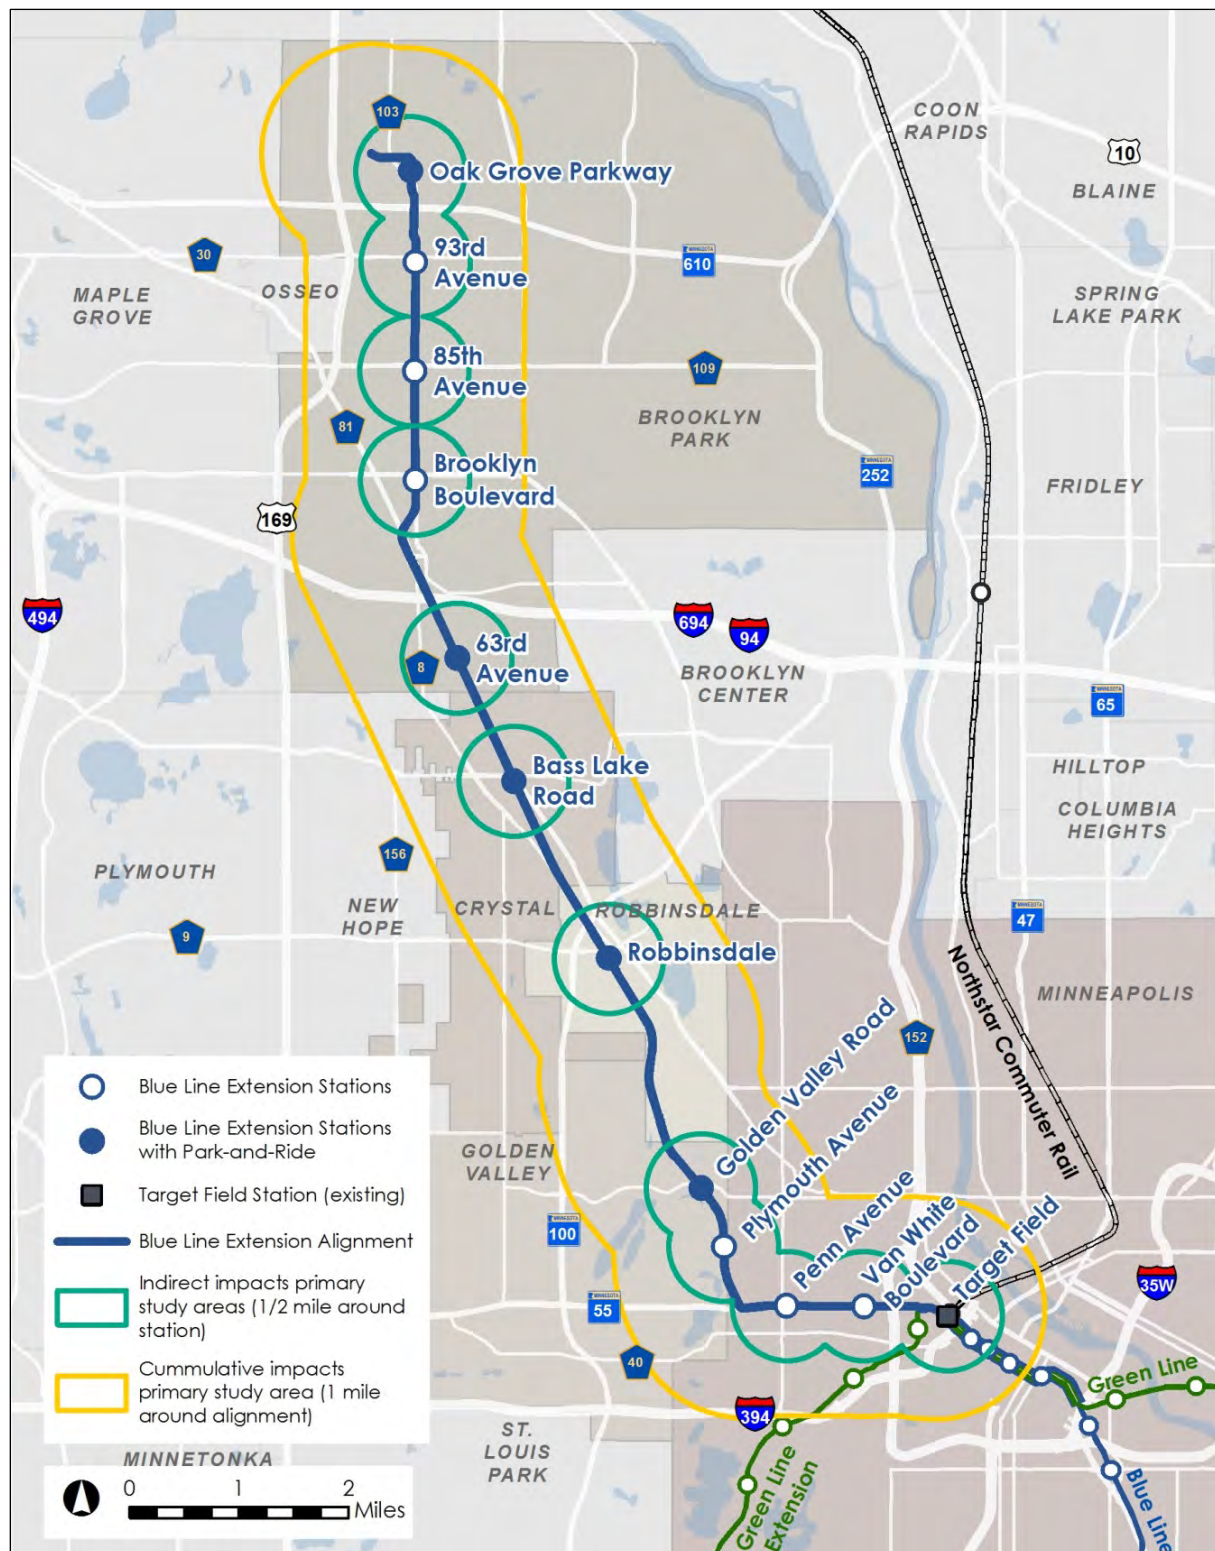 COON
RAPIDS
103
10
Oak Grove Parkway
BLAINE
30
93rd
Avenue
MINNESOTA
610
MAPLE
GROVE
OSSEO
SPRING
LAKE PARK
85th
Avenue
109
81
BROOKLYN
PARK
Brooklyn
Boulevard
MINNESOTA
252
FRIDLEY
169
494
694
94
63rd
Avenue
8
BROOKLYN
CENTER
MINNESOTA
65
Bass Lake
Road
HILLTOP
COLUMBIA
HEIGHTS
156
PLYMOUTH
NEW
HOPE
CRYSTAL
ROBBINSDALE
MINNESOTA
47
9
Robbinsdale
Northstar Commuter Rail
MINNEAPOLIS
152
Golden Valley Road
Plymouth Avenue
Penn Avenue
Van White
Boulevard
Target Field
GOLDEN
VALLEY
MINNESOTA
100
35W
MINNESOTA
55
40
394
Green Line
Green Line
Extension
Blue Line
ST.
LOUIS
PARK
MINNETONKA
Blue Line Extension Stations
Blue Line Extension Stations
with Park-and-Ride
Target Field Station (existing)
Blue Line Extension Alignment
Indirect impacts primary
study areas (1/2 mile around
station)
Cummulative impacts
primary study area (1 mile
around alignment)
0 1 2
Miles